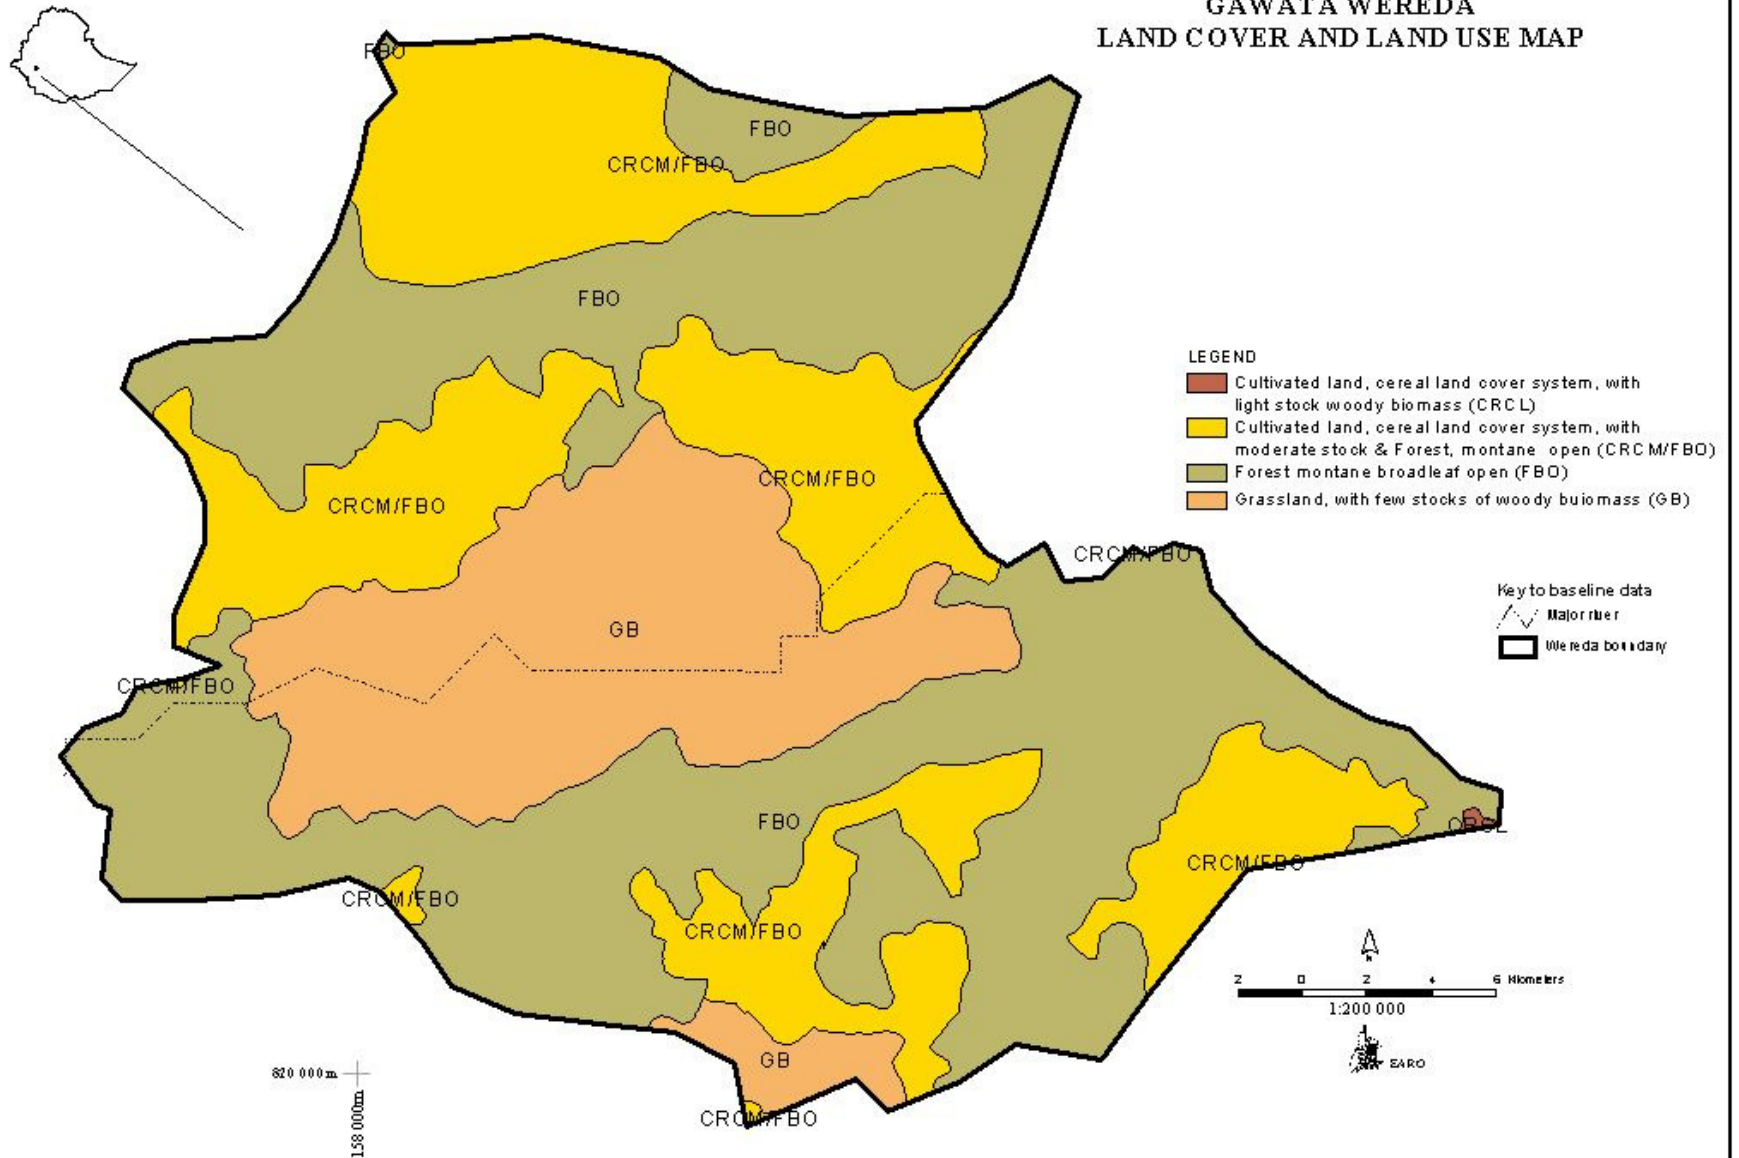 GAWATA WEREDA
LAND COVER AND LAND USE MAP
FBO
FBO
CRCM/FBO
FBO
LEGEND
Cultivated land, cereal land cover system, with
light stock woody biomass (CRCL)
Cultivated land, cereal land cover system, with
moderate stock & Forest, montane open (CRCM/FBO)
Forest montane broadleaf open (FBO)
Grassland, with few stocks of woody buiomass (GB)
CRCM/FBO
CRCM/FBO
CRCM/FBO
Key to baseline data
Major river
Wereda boundary
GB
CRCM/FBO
FBO
CRCL
CRCM/FBO
CRCM/FBO
CRCM/FBO
N
2 0 2 4 6 Kilometers
1:200 000
EARO
GB
820 000m
158 000m
CRCM/FBO